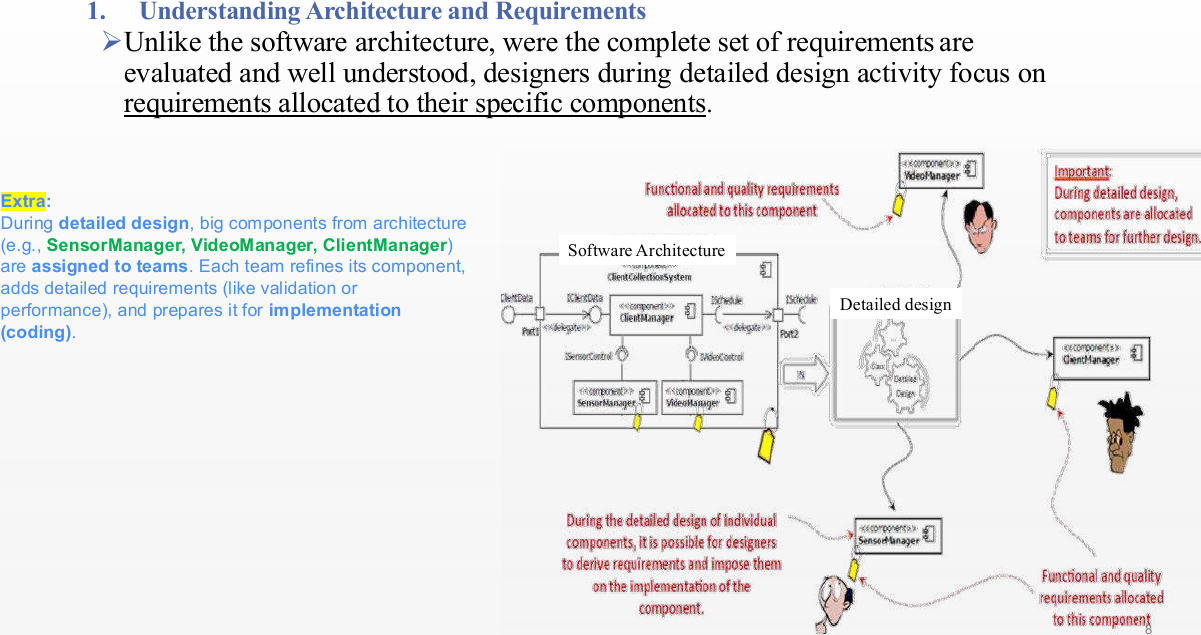 1. Understanding Architecture and Requirements
➢Unlike the software architecture, were the complete set of requirements are
evaluated and well understood, designers during detailed design activity focus on
requirements allocated to their specific components.
Extra:
During detailed design, big components from architecture
(e.g., SensorManager, VideoManager, ClientManager)
are assigned to teams. Each team refines its component,
adds detailed requirements (like validation or
performance), and prepares it for implementation
(coding).
Functional and quality requirements
allocated to this component
<<component>>
VideoManager
Important:
During detailed design,
components are allocated
to teams for further design.
Software Architecture
ClientCollectionSystem
ClientData
IClientData
<<component>>
ClientManager
ISchedule
ISchedule
Port1
<<delegate>>
<<delegate>>
Port2
ISensorControl
IVideoControl
<<component>>
SensorManager
<<component>>
VideoManager
IN
Detailed design
Detailed
Design
<<component>>
ClientManager
During the detailed design of individual
components, it is possible for designers
to derive requirements and impose them
on the implementation of the
component.
<<component>>
SensorManager
Functional and quality
requirements allocated
to this component
8